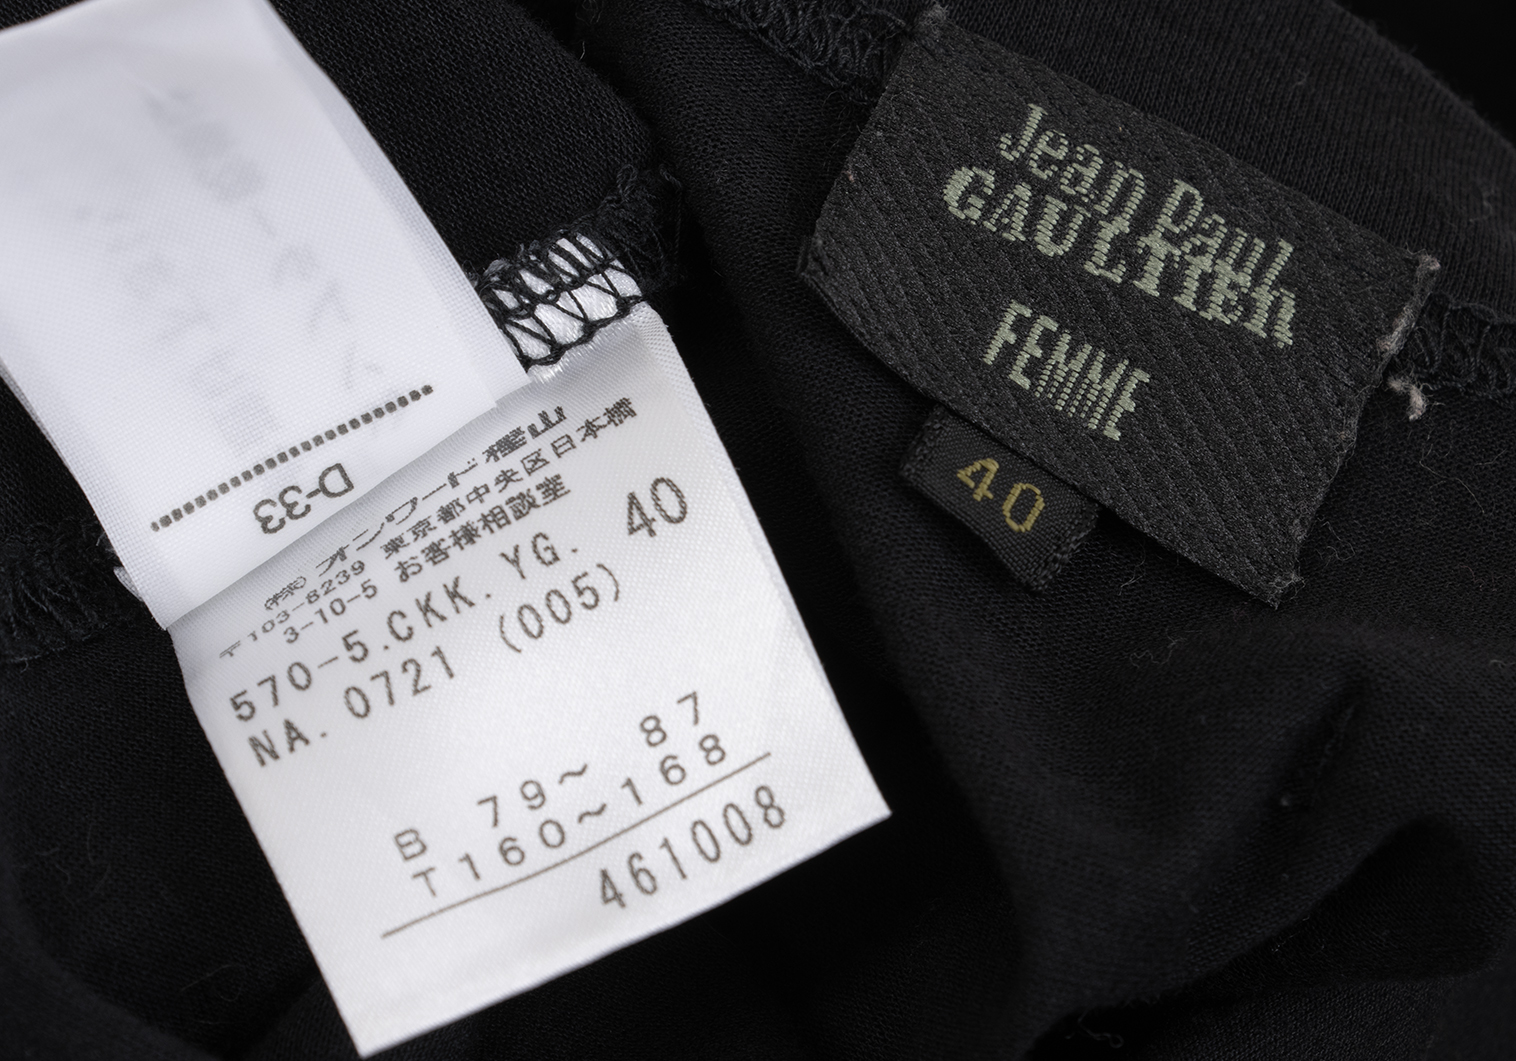 D-33
(株) オンワード樫山
〒103-8239 東京都中央区日本橋
3-10-5 お客様相談室
570-5.CKK.YG. 40
NA. 0721 (005)
B 79~ 87
T160~168
461008
Jean Paul
GAULTIER
FEMME
40